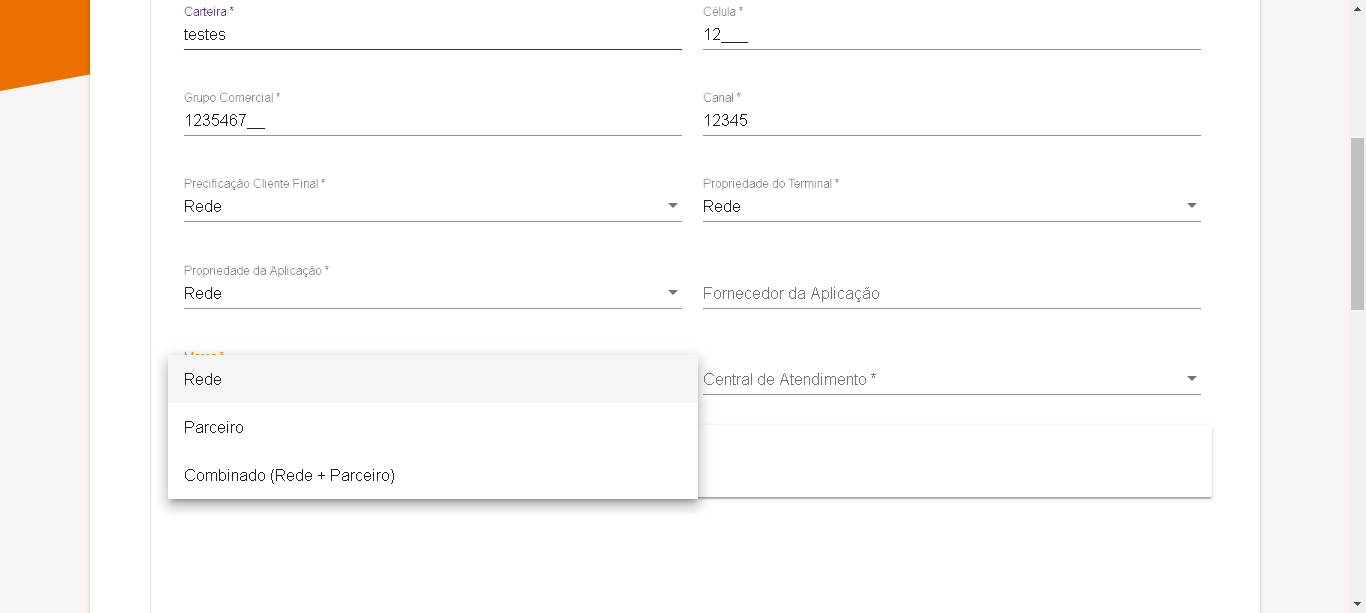 Carteira *
Célula *
testes
12___
Grupo Comercial *
Canal *
1235467__
12345
Precificação Cliente Final *
Propriedade do Terminal *
Rede
Rede
Propriedade da Aplicação *
Rede
Fornecedor da Aplicação
Marca *
Rede
Central de Atendimento *
Parceiro
Combinado (Rede + Parceiro)